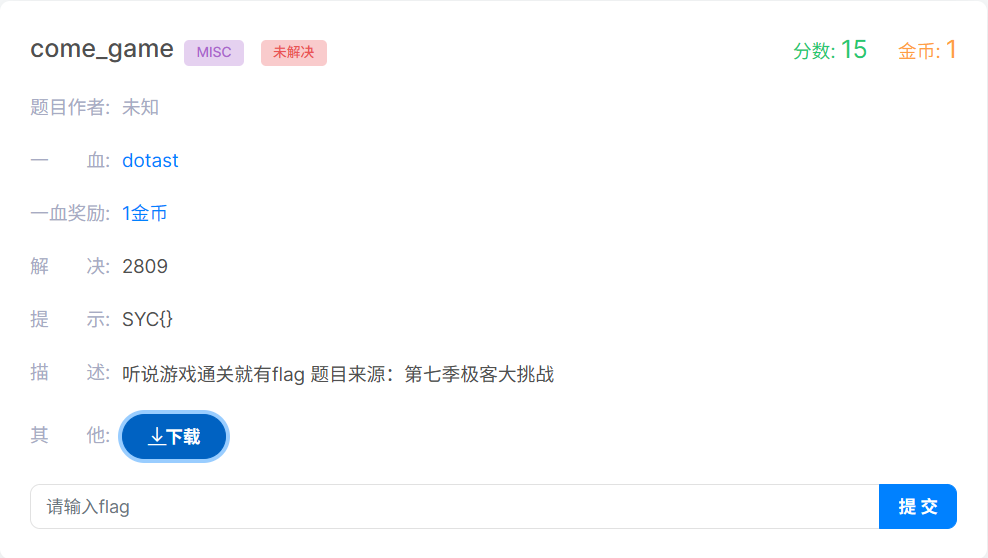 come_game MISC 未解决 分数: 15 金币: 1
题目作者: 未知
一 血: dotast
一血奖励: 1金币
解 决: 2809
提 示: SYC{}
描 述: 听说游戏通关就有flag 题目来源：第七季极客大挑战
其 他: 下载
请输入flag 提 交